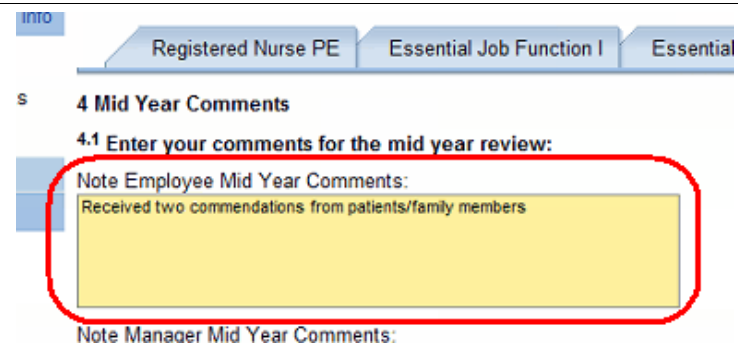 Info
Registered Nurse PE Essential Job Function I Essential
s
4 Mid Year Comments
4.1 Enter your comments for the mid year review:
Note Employee Mid Year Comments:
Received two commendations from patients/family members
Note Manager Mid Year Comments: